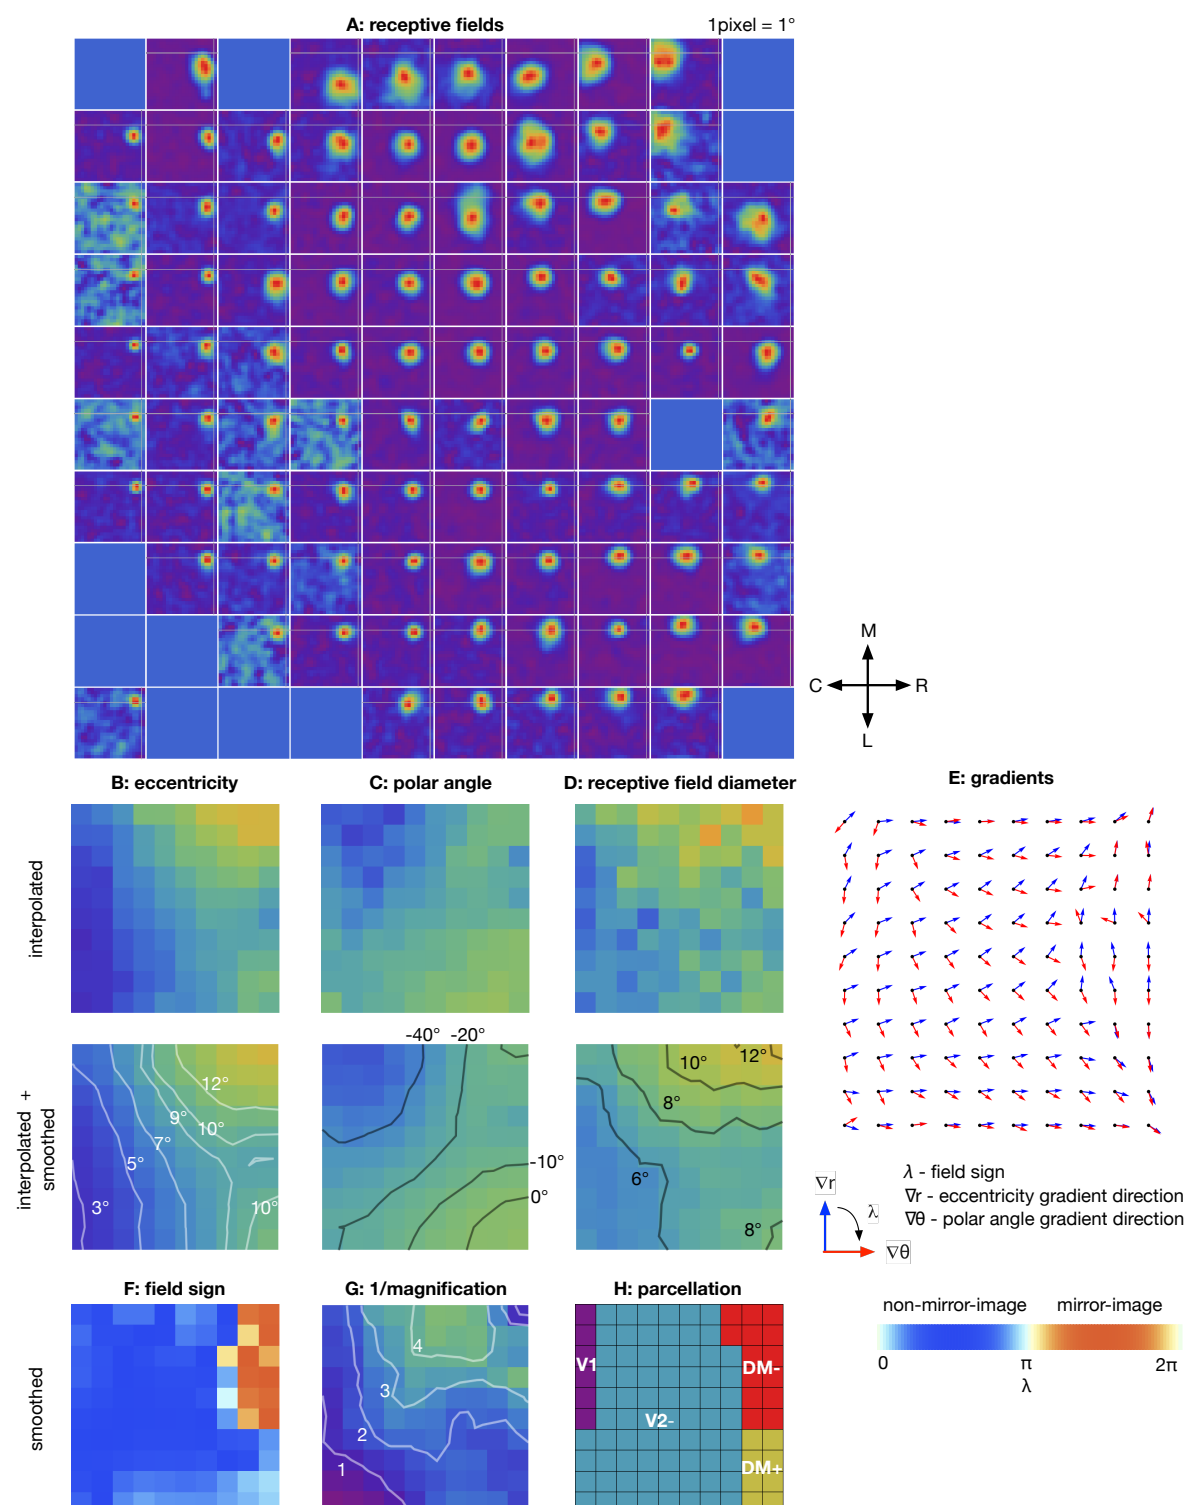 A: receptive fields
1pixel = 1°
M
C
R
L
B: eccentricity
C: polar angle
D: receptive field diameter
E: gradients
interpolated
-40° -20°
interpolated +
smoothed
12°
9°
10°
7°
5°
3°
10°
-10°
0°
10°
12°
8°
6°
8°
∇r
λ
∇θ
λ - field sign
∇r - eccentricity gradient direction
∇θ - polar angle gradient direction
F: field sign
G: 1/magnification
H: parcellation
smoothed
4
3
2
1
V1
V2-
DM-
DM+
non-mirror-image
mirror-image
0
π
2π
λ